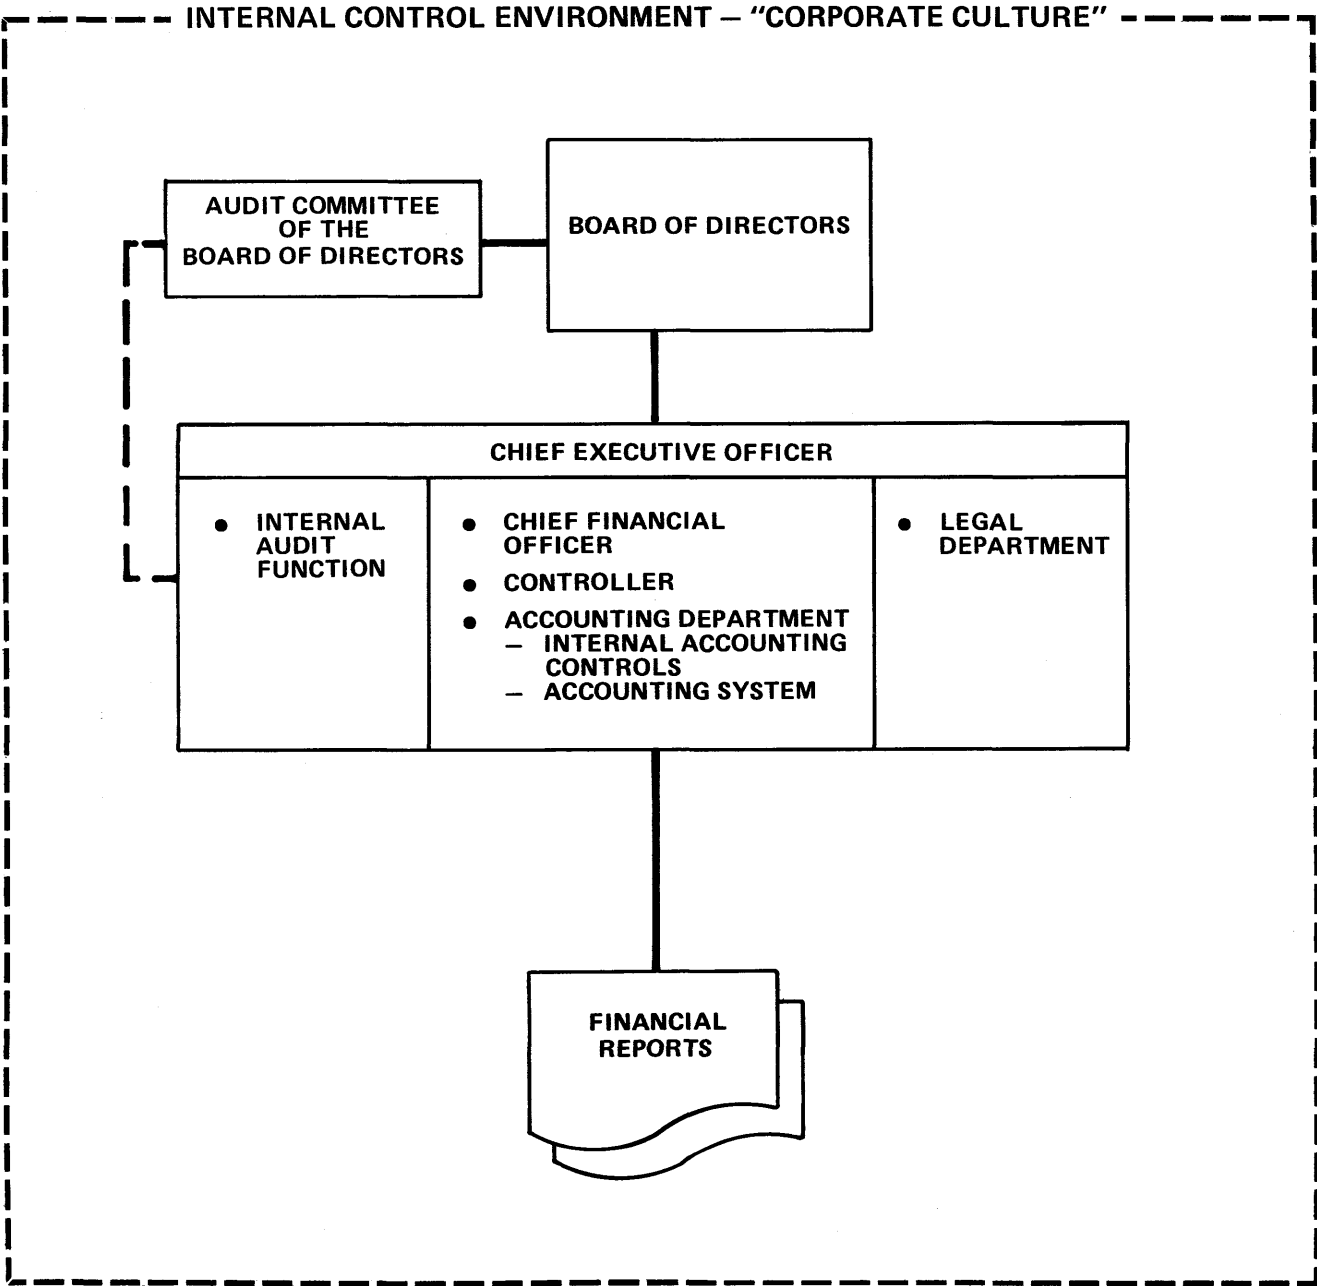 INTERNAL CONTROL ENVIRONMENT – “CORPORATE CULTURE”
AUDIT COMMITTEE
OF THE
BOARD OF DIRECTORS
BOARD OF DIRECTORS
CHIEF EXECUTIVE OFFICER
• INTERNAL
AUDIT
FUNCTION
• CHIEF FINANCIAL
OFFICER
• CONTROLLER
• ACCOUNTING DEPARTMENT
– INTERNAL ACCOUNTING
CONTROLS
– ACCOUNTING SYSTEM
• LEGAL
DEPARTMENT
FINANCIAL
REPORTS